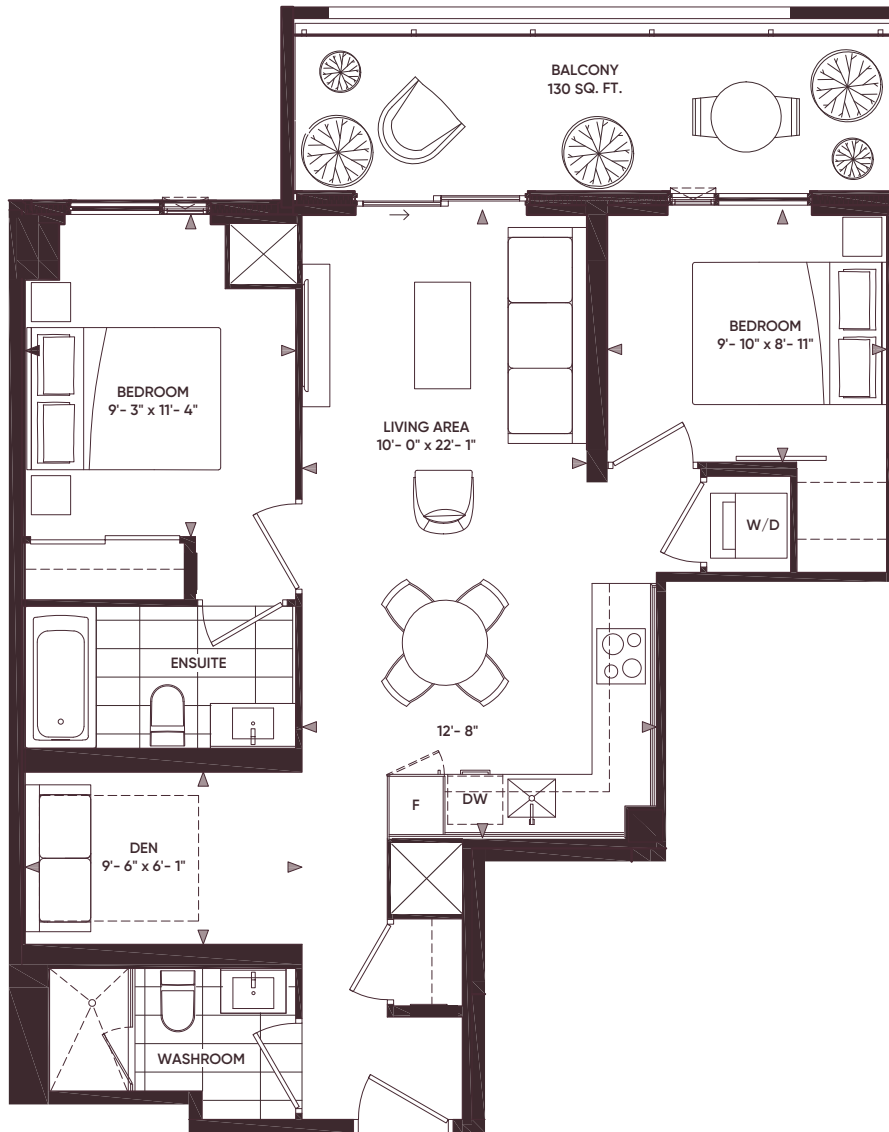 BALCONY
130 SQ. FT.
BEDROOM
9'- 10" x 8'- 11"
BEDROOM
9'- 3" x 11'- 4"
LIVING AREA
10'- 0" x 22'- 1"
W/D
ENSUITE
12'- 8"
F
DW
DEN
9'- 6" x 6'- 1"
WASHROOM